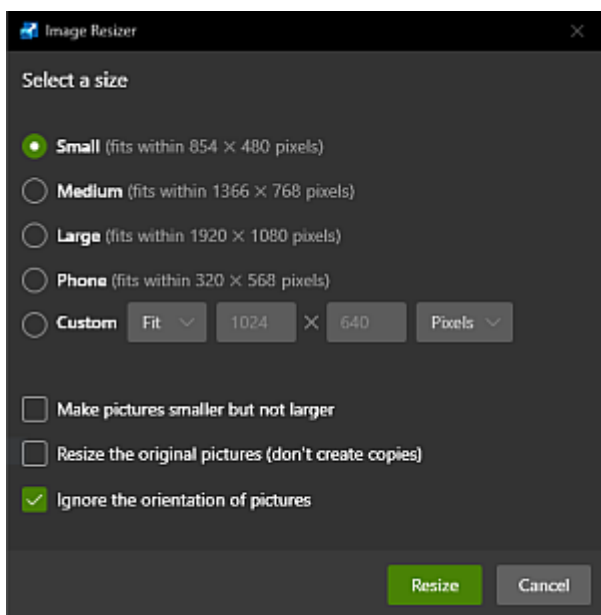 Image Resizer
Select a size
Small (fits within 854 × 480 pixels)
Medium (fits within 1366 × 768 pixels)
Large (fits within 1920 × 1080 pixels)
Phone (fits within 320 × 568 pixels)
Custom Fit 1024 × 640 Pixels
Make pictures smaller but not larger
Resize the original pictures (don't create copies)
Ignore the orientation of pictures
Resize Cancel